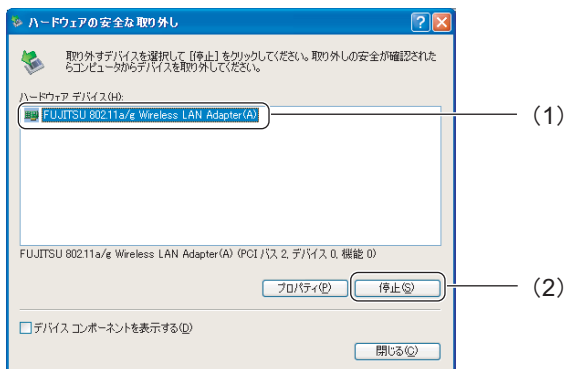 ハードウェアの安全な取り外し
取り外すデバイスを選択して [停止] をクリックしてください。取り外しの安全が確認された
らコンピュータからデバイスを取り外してください。
ハードウェア デバイス(H):
FUJITSU 802.11a/g Wireless LAN Adapter(A)
(1)
FUJITSU 802.11a/g Wireless LAN Adapter(A) (PCI バス 2, デバイス 0, 機能 0)
プロパティ(P)
停止(S)
(2)
デバイス コンポーネントを表示する(D)
閉じる(C)